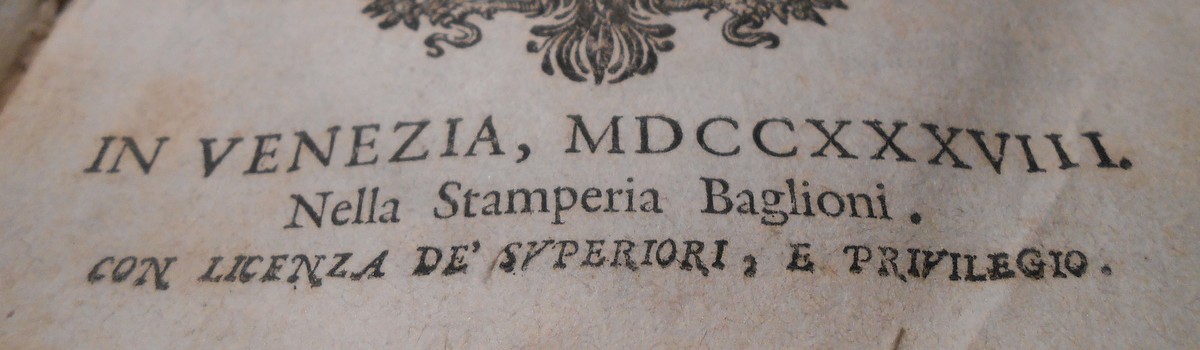 IN VENEZIA, MDCCXXXVIII.
Nella Stamperia Baglioni.
CON LICENZA DE' SVPERIORI, E PRIVILEGIO.